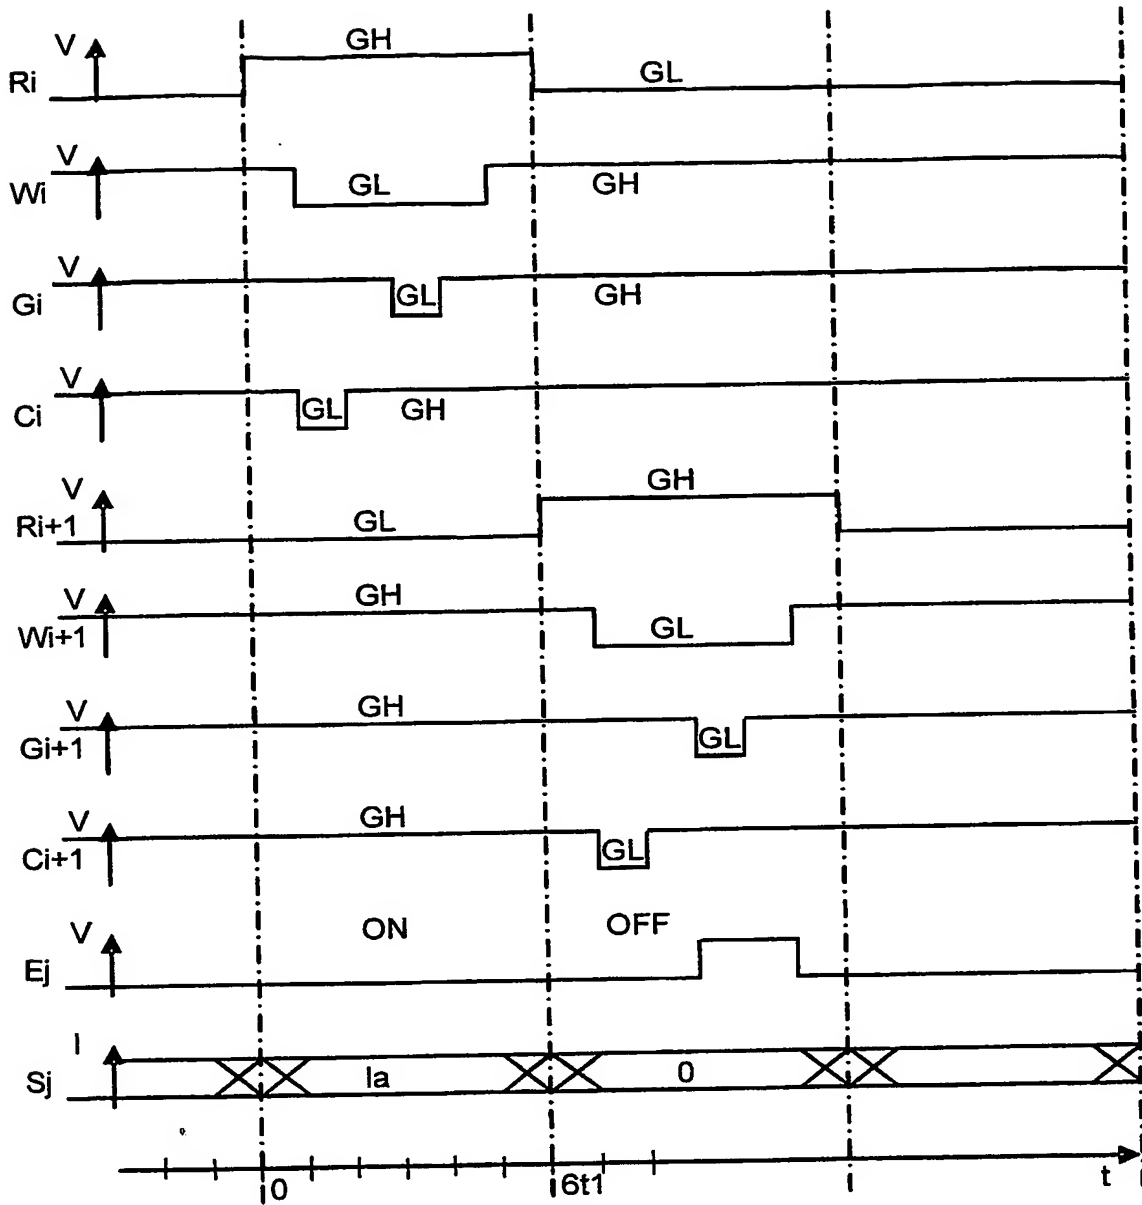 V GH
Ri GL
V
Wi GL GH
V
Gi GL GH
V
Ci GL GH
V GH
Ri+1 GL
V GH
Wi+1 GL
V GH
Gi+1 GL
V GH
Ci+1 GL
V ON OFF
Ej
I
Sj Ia 0
0 6t1 t